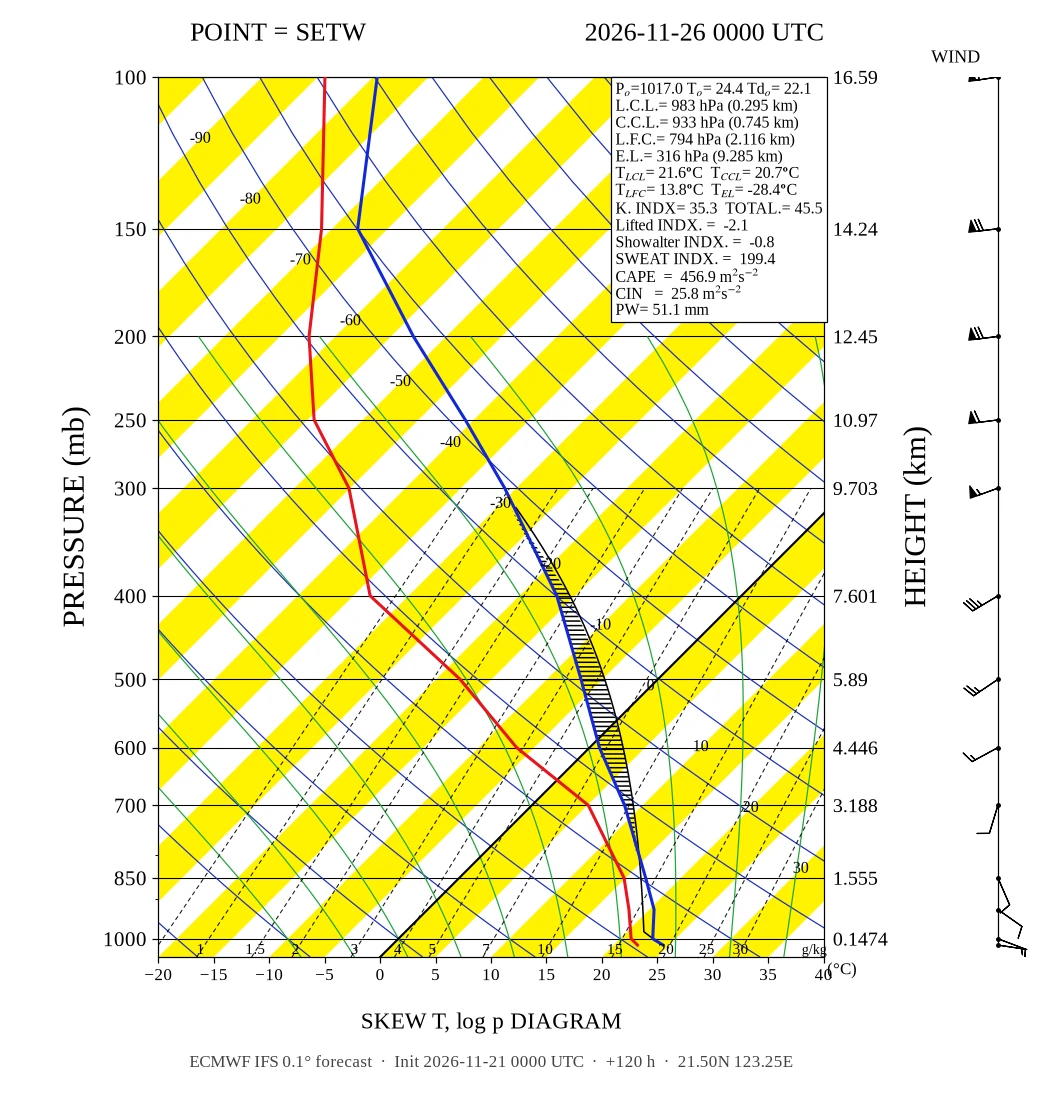 POINT = SETW
2026-11-26 0000 UTC
WIND
100
16.59
Pₒ=1017.0 Tₒ= 24.4 Tdₒ= 22.1
L.C.L.= 983 hPa (0.295 km)
C.C.L.= 933 hPa (0.745 km)
L.F.C.= 794 hPa (2.116 km)
E.L.= 316 hPa (9.285 km)
T_LCL= 21.6°C T_CCL= 20.7°C
T_LFC= 13.8°C T_EL= -28.4°C
K. INDX= 35.3 TOTAL.= 45.5
Lifted INDX. = -2.1
Showalter INDX. = -0.8
SWEAT INDX. = 199.4
CAPE = 456.9 m²s⁻²
CIN = 25.8 m²s⁻²
PW= 51.1 mm
-90
-80
150
14.24
-70
-60
200
12.45
-50
250
10.97
-40
300
9.703
-30
-20
400
7.601
-10
500
5.89
0
600
4.446
10
700
3.188
20
850
1.555
30
1000
0.1474
PRESSURE (mb)
HEIGHT (km)
1 1.5 2 3 4 5 7 10 15 20 25 30 g/kg
−20 −15 −10 −5 0 5 10 15 20 25 30 35 40 (°C)
SKEW T, log p DIAGRAM
ECMWF IFS 0.1° forecast · Init 2026-11-21 0000 UTC · +120 h · 21.50N 123.25E